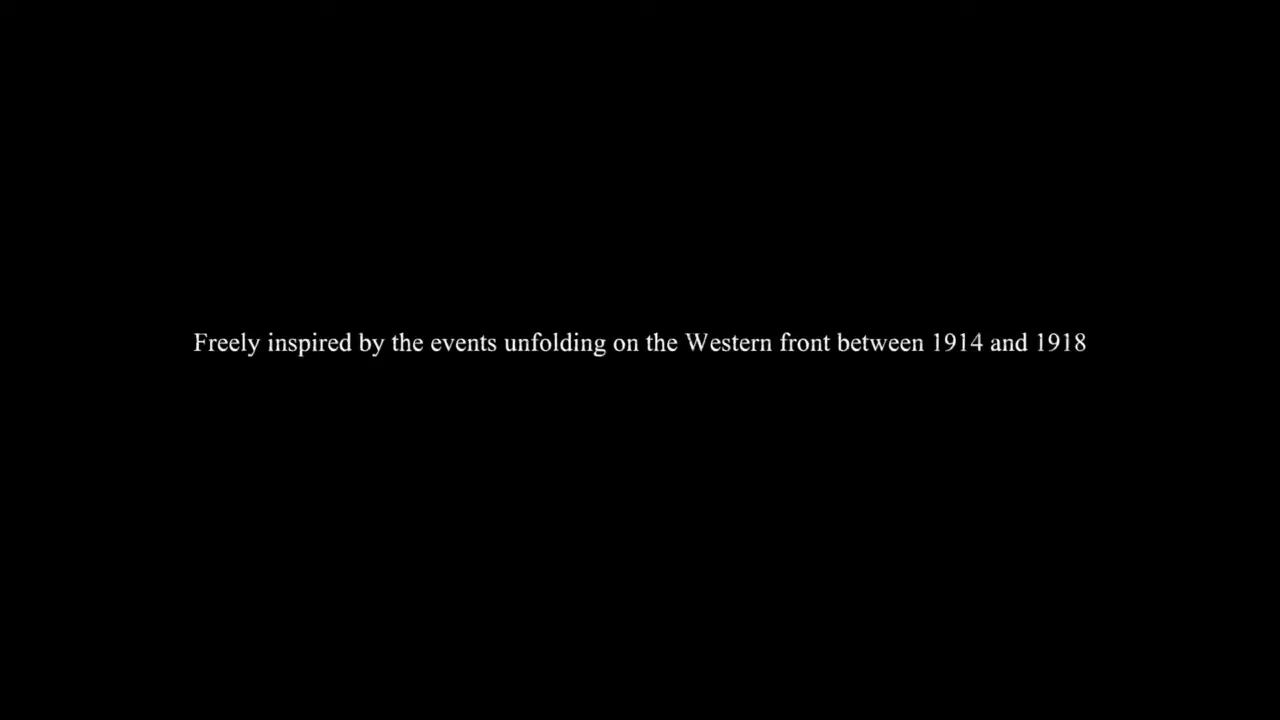 Freely inspired by the events unfolding on the Western front between 1914 and 1918